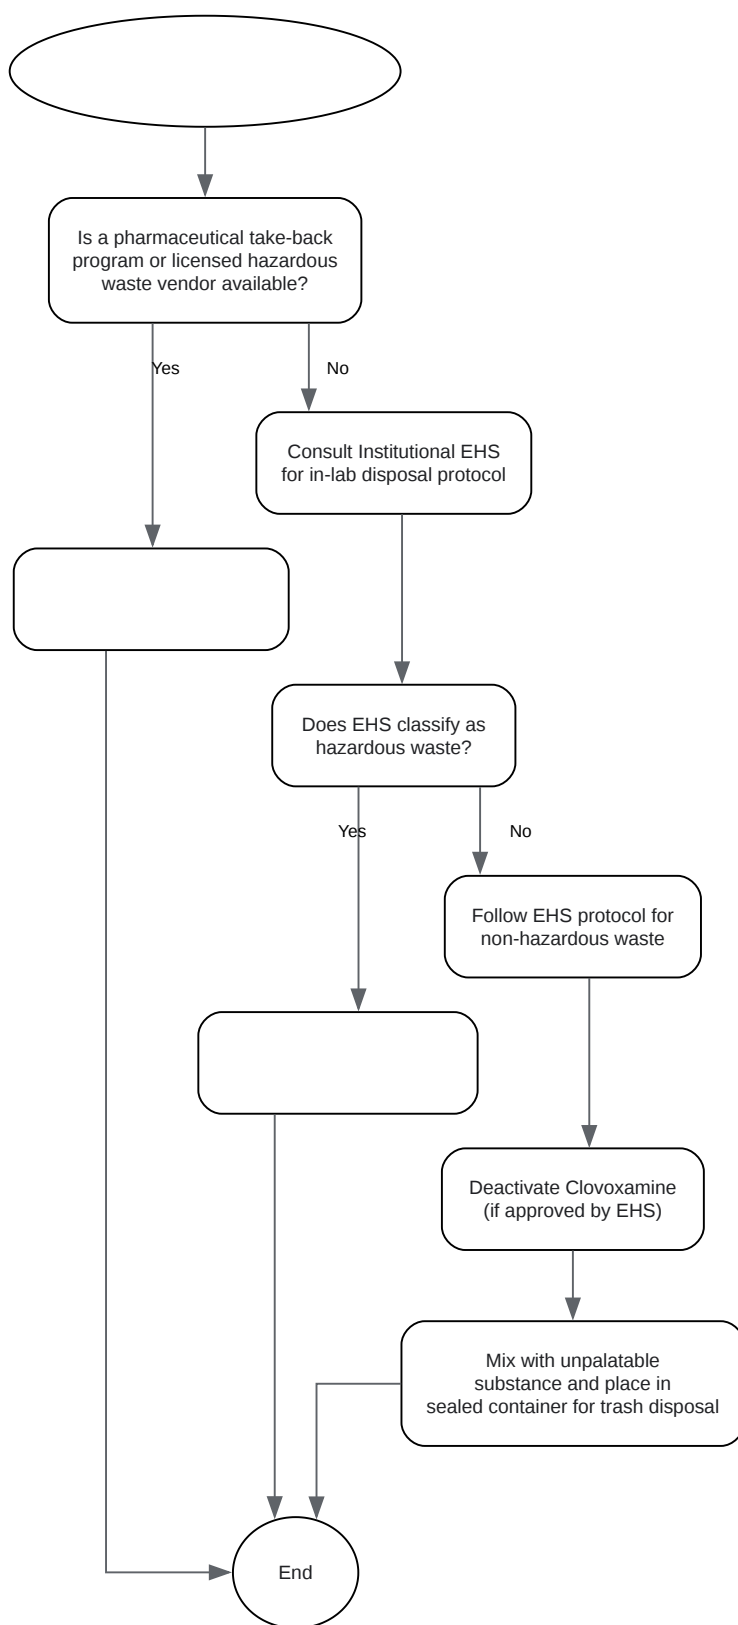 Is a pharmaceutical take-back
program or licensed hazardous
waste vendor available?
Yes
No
Consult Institutional EHS
for in-lab disposal protocol
Does EHS classify as
hazardous waste?
Yes
No
Follow EHS protocol for
non-hazardous waste
Deactivate Clovoxamine
(if approved by EHS)
Mix with unpalatable
substance and place in
sealed container for trash disposal
End